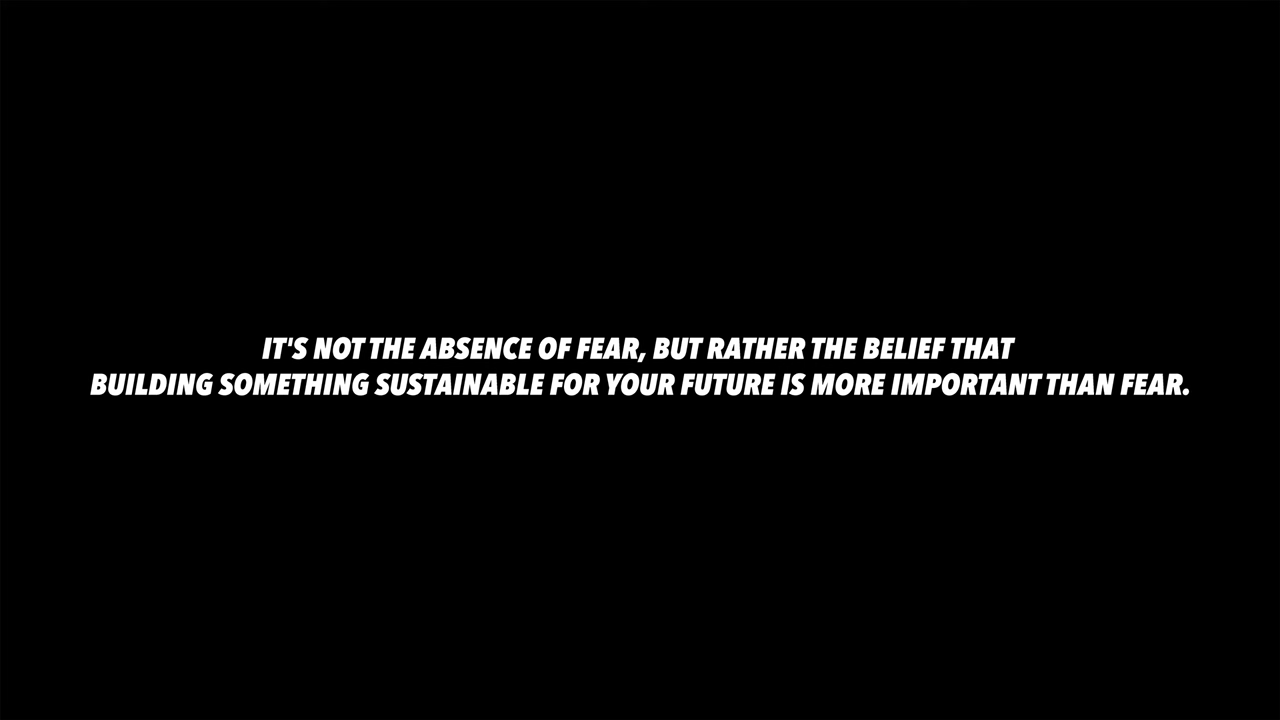 IT'S NOT THE ABSENCE OF FEAR, BUT RATHER THE BELIEF THAT
BUILDING SOMETHING SUSTAINABLE FOR YOUR FUTURE IS MORE IMPORTANT THAN FEAR.